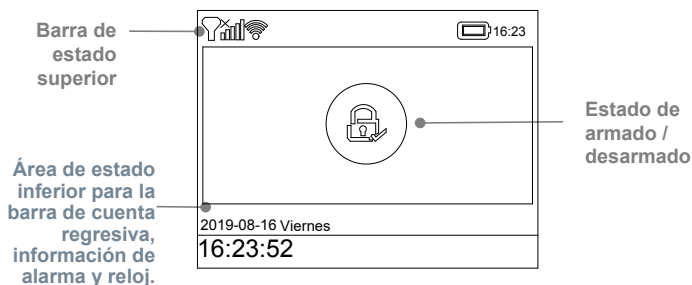 Barra de
estado
superior
16:23
Estado de
armado /
desarmado
Área de estado
inferior para la
barra de cuenta
regresiva,
información de
alarma y reloj.
2019-08-16 Viernes
16:23:52